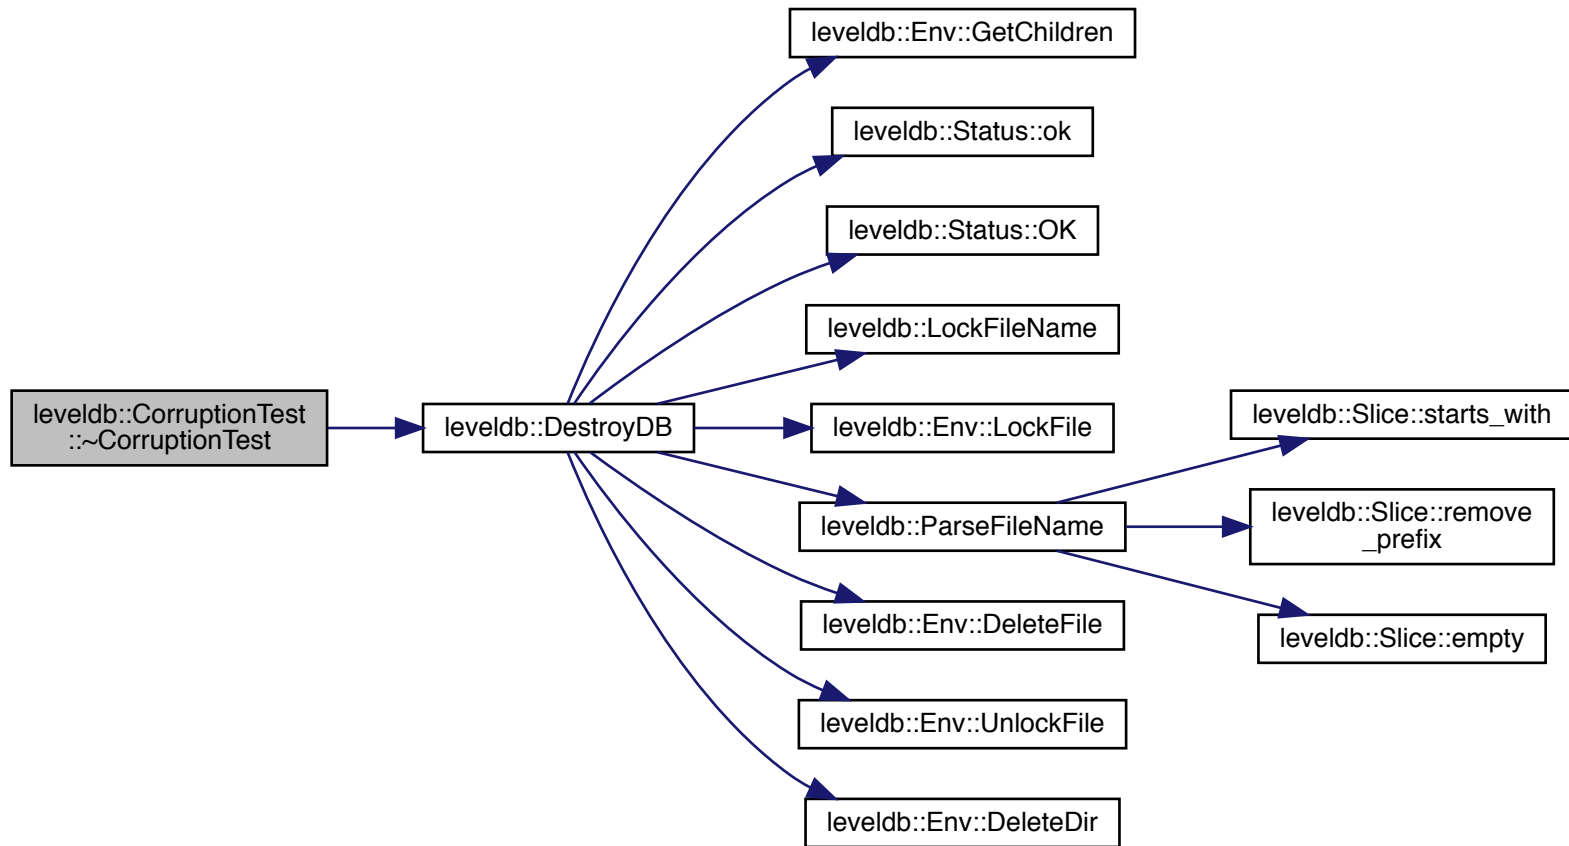 leveldb::CorruptionTest
::~CorruptionTest
leveldb::DestroyDB
leveldb::Env::GetChildren
leveldb::Status::ok
leveldb::Status::OK
leveldb::LockFileName
leveldb::Env::LockFile
leveldb::ParseFileName
leveldb::Env::DeleteFile
leveldb::Env::UnlockFile
leveldb::Env::DeleteDir
leveldb::Slice::starts_with
leveldb::Slice::remove
_prefix
leveldb::Slice::empty